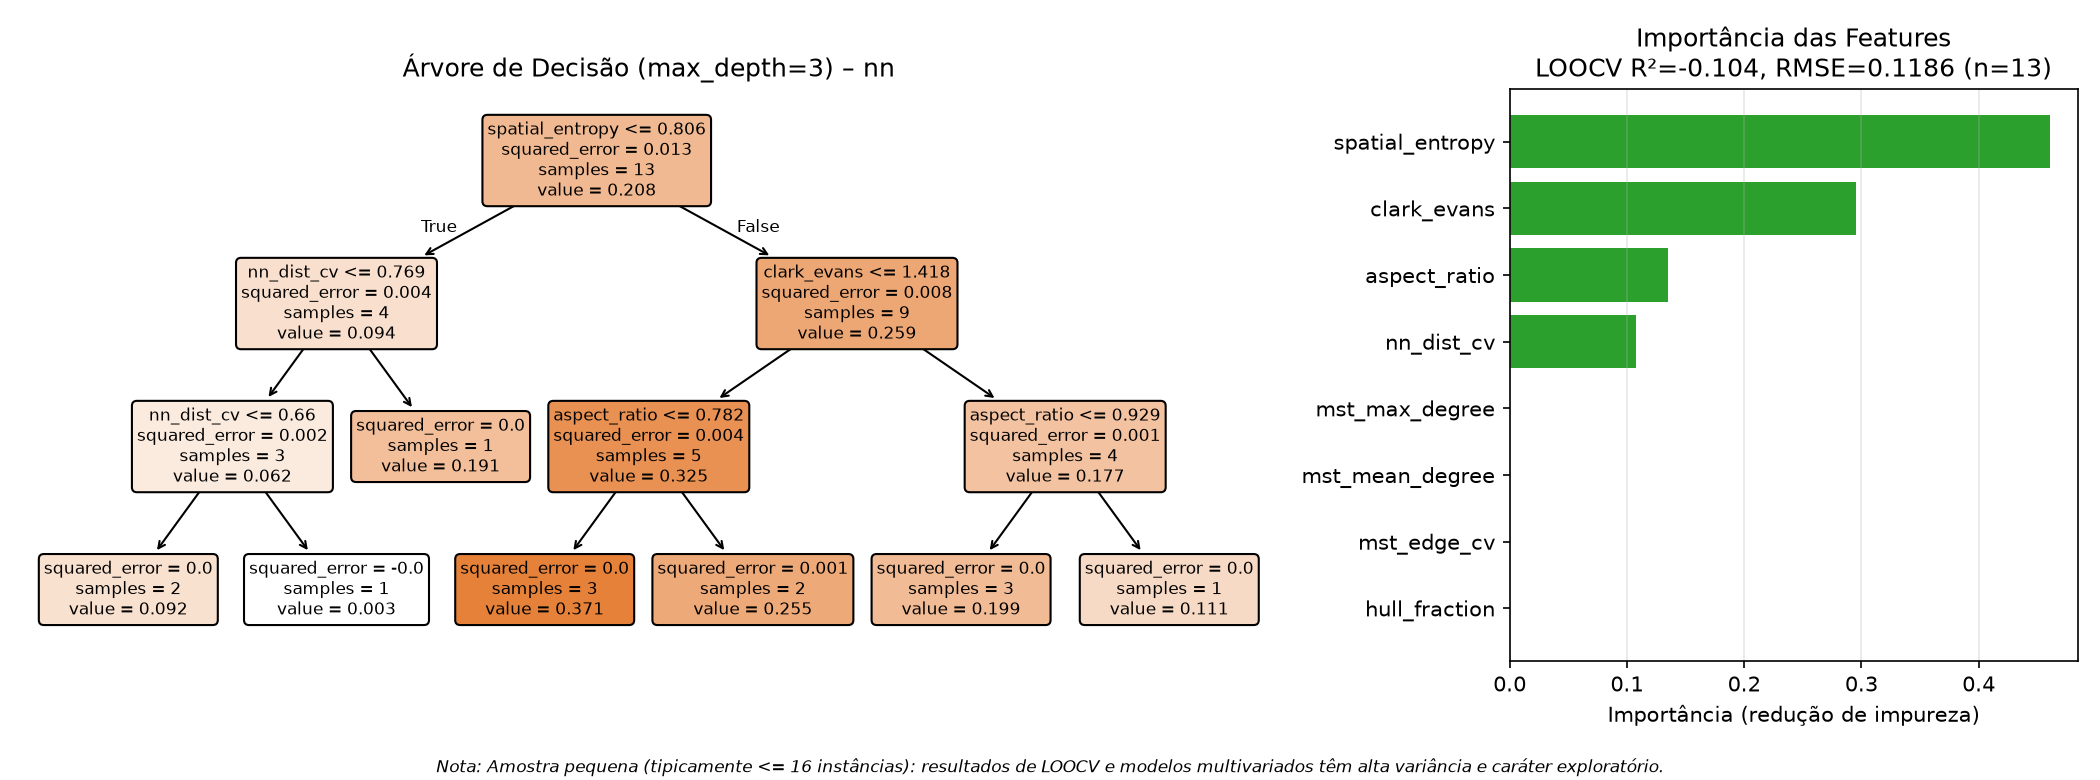 Árvore de Decisão (max_depth=3) – nn
spatial_entropy <= 0.806
squared_error = 0.013
samples = 13
value = 0.208
True
False
nn_dist_cv <= 0.769
squared_error = 0.004
samples = 4
value = 0.094
clark_evans <= 1.418
squared_error = 0.008
samples = 9
value = 0.259
nn_dist_cv <= 0.66
squared_error = 0.002
samples = 3
value = 0.062
squared_error = 0.0
samples = 1
value = 0.191
aspect_ratio <= 0.782
squared_error = 0.004
samples = 5
value = 0.325
aspect_ratio <= 0.929
squared_error = 0.001
samples = 4
value = 0.177
squared_error = 0.0
samples = 2
value = 0.092
squared_error = -0.0
samples = 1
value = 0.003
squared_error = 0.0
samples = 3
value = 0.371
squared_error = 0.001
samples = 2
value = 0.255
squared_error = 0.0
samples = 3
value = 0.199
squared_error = 0.0
samples = 1
value = 0.111
Importância das Features
LOOCV R²=-0.104, RMSE=0.1186 (n=13)
spatial_entropy
clark_evans
aspect_ratio
nn_dist_cv
mst_max_degree
mst_mean_degree
mst_edge_cv
hull_fraction
0.0 0.1 0.2 0.3 0.4
Importância (redução de impureza)
Nota: Amostra pequena (tipicamente <= 16 instâncias): resultados de LOOCV e modelos multivariados têm alta variância e caráter exploratório.